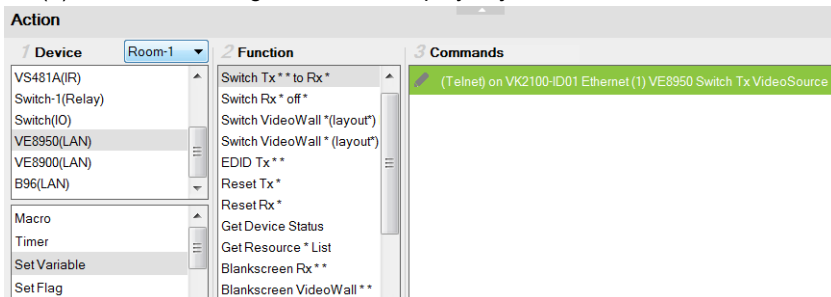 Action
1 Device Room-1 2 Function 3 Commands
VS481A(IR)
Switch-1(Relay)
Switch(IO)
VE8950(LAN)
VE8900(LAN)
B96(LAN)
Macro
Timer
Set Variable
Set Flag
Switch Tx * * to Rx *
Switch Rx * off *
Switch VideoWall *(layout*)
Switch VideoWall * (layout*)
EDID Tx * *
Reset Tx *
Reset Rx *
Get Device Status
Get Resource * List
Blankscreen Rx * *
Blankscreen VideoWall * *
(Telnet) on VK2100-ID01 Ethernet (1) VE8950 Switch Tx VideoSource